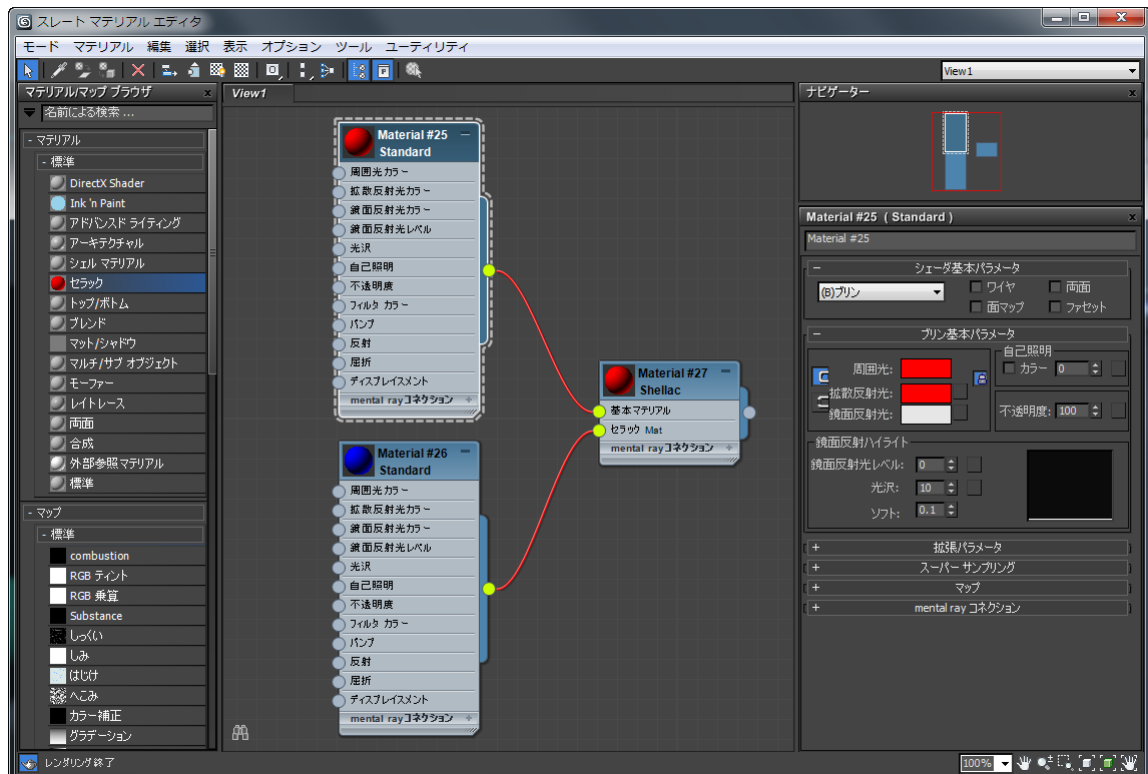 スレート マテリアル エディタ
モード マテリアル 編集 選択 表示 オプション ツール ユーティリティ
View1
マテリアル/マップ ブラウザ
名前による検索 ...
- マテリアル
- 標準
DirectX Shader
Ink 'n Paint
アドバンスド ライティング
アーキテクチャル
シェル マテリアル
セラック
トップ/ボトム
ブレンド
マット/シャドウ
マルチ/サブ オブジェクト
モーファー
レイトレース
両面
合成
外部参照マテリアル
標準
- マップ
- 標準
combustion
RGB ティント
RGB 乗算
Substance
しっくい
しみ
はじけ
へこみ
カラー補正
グラデーション
レンダリング終了
View1
Material #25
Standard
周囲光カラー
拡散反射光カラー
鏡面反射光カラー
鏡面反射光レベル
光沢
自己照明
不透明度
フィルタ カラー
バンプ
反射
屈折
ディスプレイスメント
mental rayコネクション +
Material #26
Standard
周囲光カラー
拡散反射光カラー
鏡面反射光カラー
鏡面反射光レベル
光沢
自己照明
不透明度
フィルタ カラー
バンプ
反射
屈折
ディスプレイスメント
mental rayコネクション +
Material #27
Shellac
基本マテリアル
セラック Mat
mental rayコネクション +
ナビゲーター
Material #25 ( Standard )
Material #25
- シェーダ基本パラメータ
(B)ブリン
ワイヤ 両面
面マップ ファセット
- ブリン基本パラメータ
周囲光:
拡散反射光:
鏡面反射光:
自己照明
カラー 0
不透明度: 100
鏡面反射ハイライト
鏡面反射光レベル: 0
光沢: 10
ソフト: 0.1
+ 拡張パラメータ
+ スーパー サンプリング
+ マップ
+ mental ray コネクション
100%